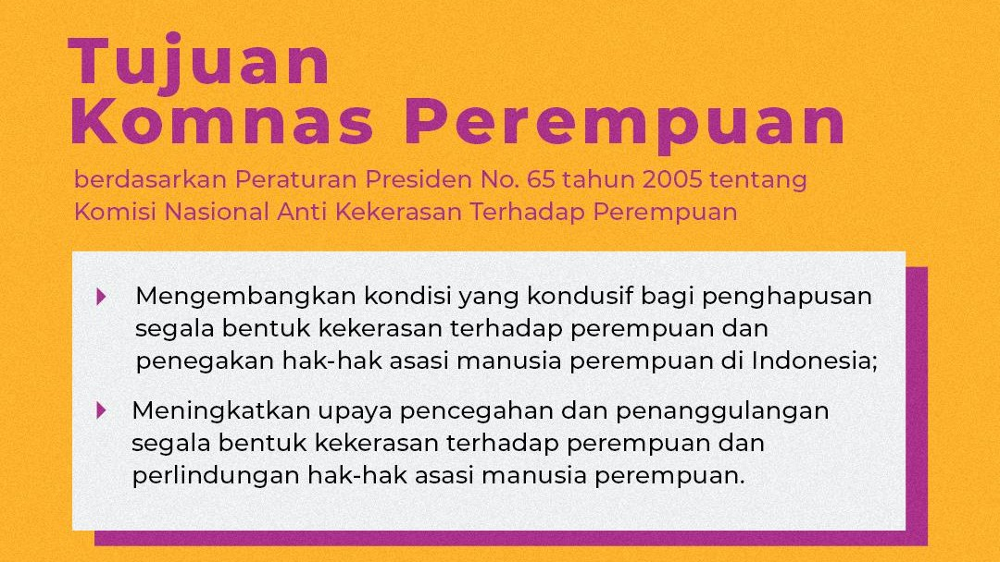 Tujuan
Komnas Perempuan
berdasarkan Peraturan Presiden No. 65 tahun 2005 tentang
Komisi Nasional Anti Kekerasan Terhadap Perempuan
Mengembangkan kondisi yang kondusif bagi penghapusan
segala bentuk kekerasan terhadap perempuan dan
penegakan hak-hak asasi manusia perempuan di Indonesia;
Meningkatkan upaya pencegahan dan penanggulangan
segala bentuk kekerasan terhadap perempuan dan
perlindungan hak-hak asasi manusia perempuan.